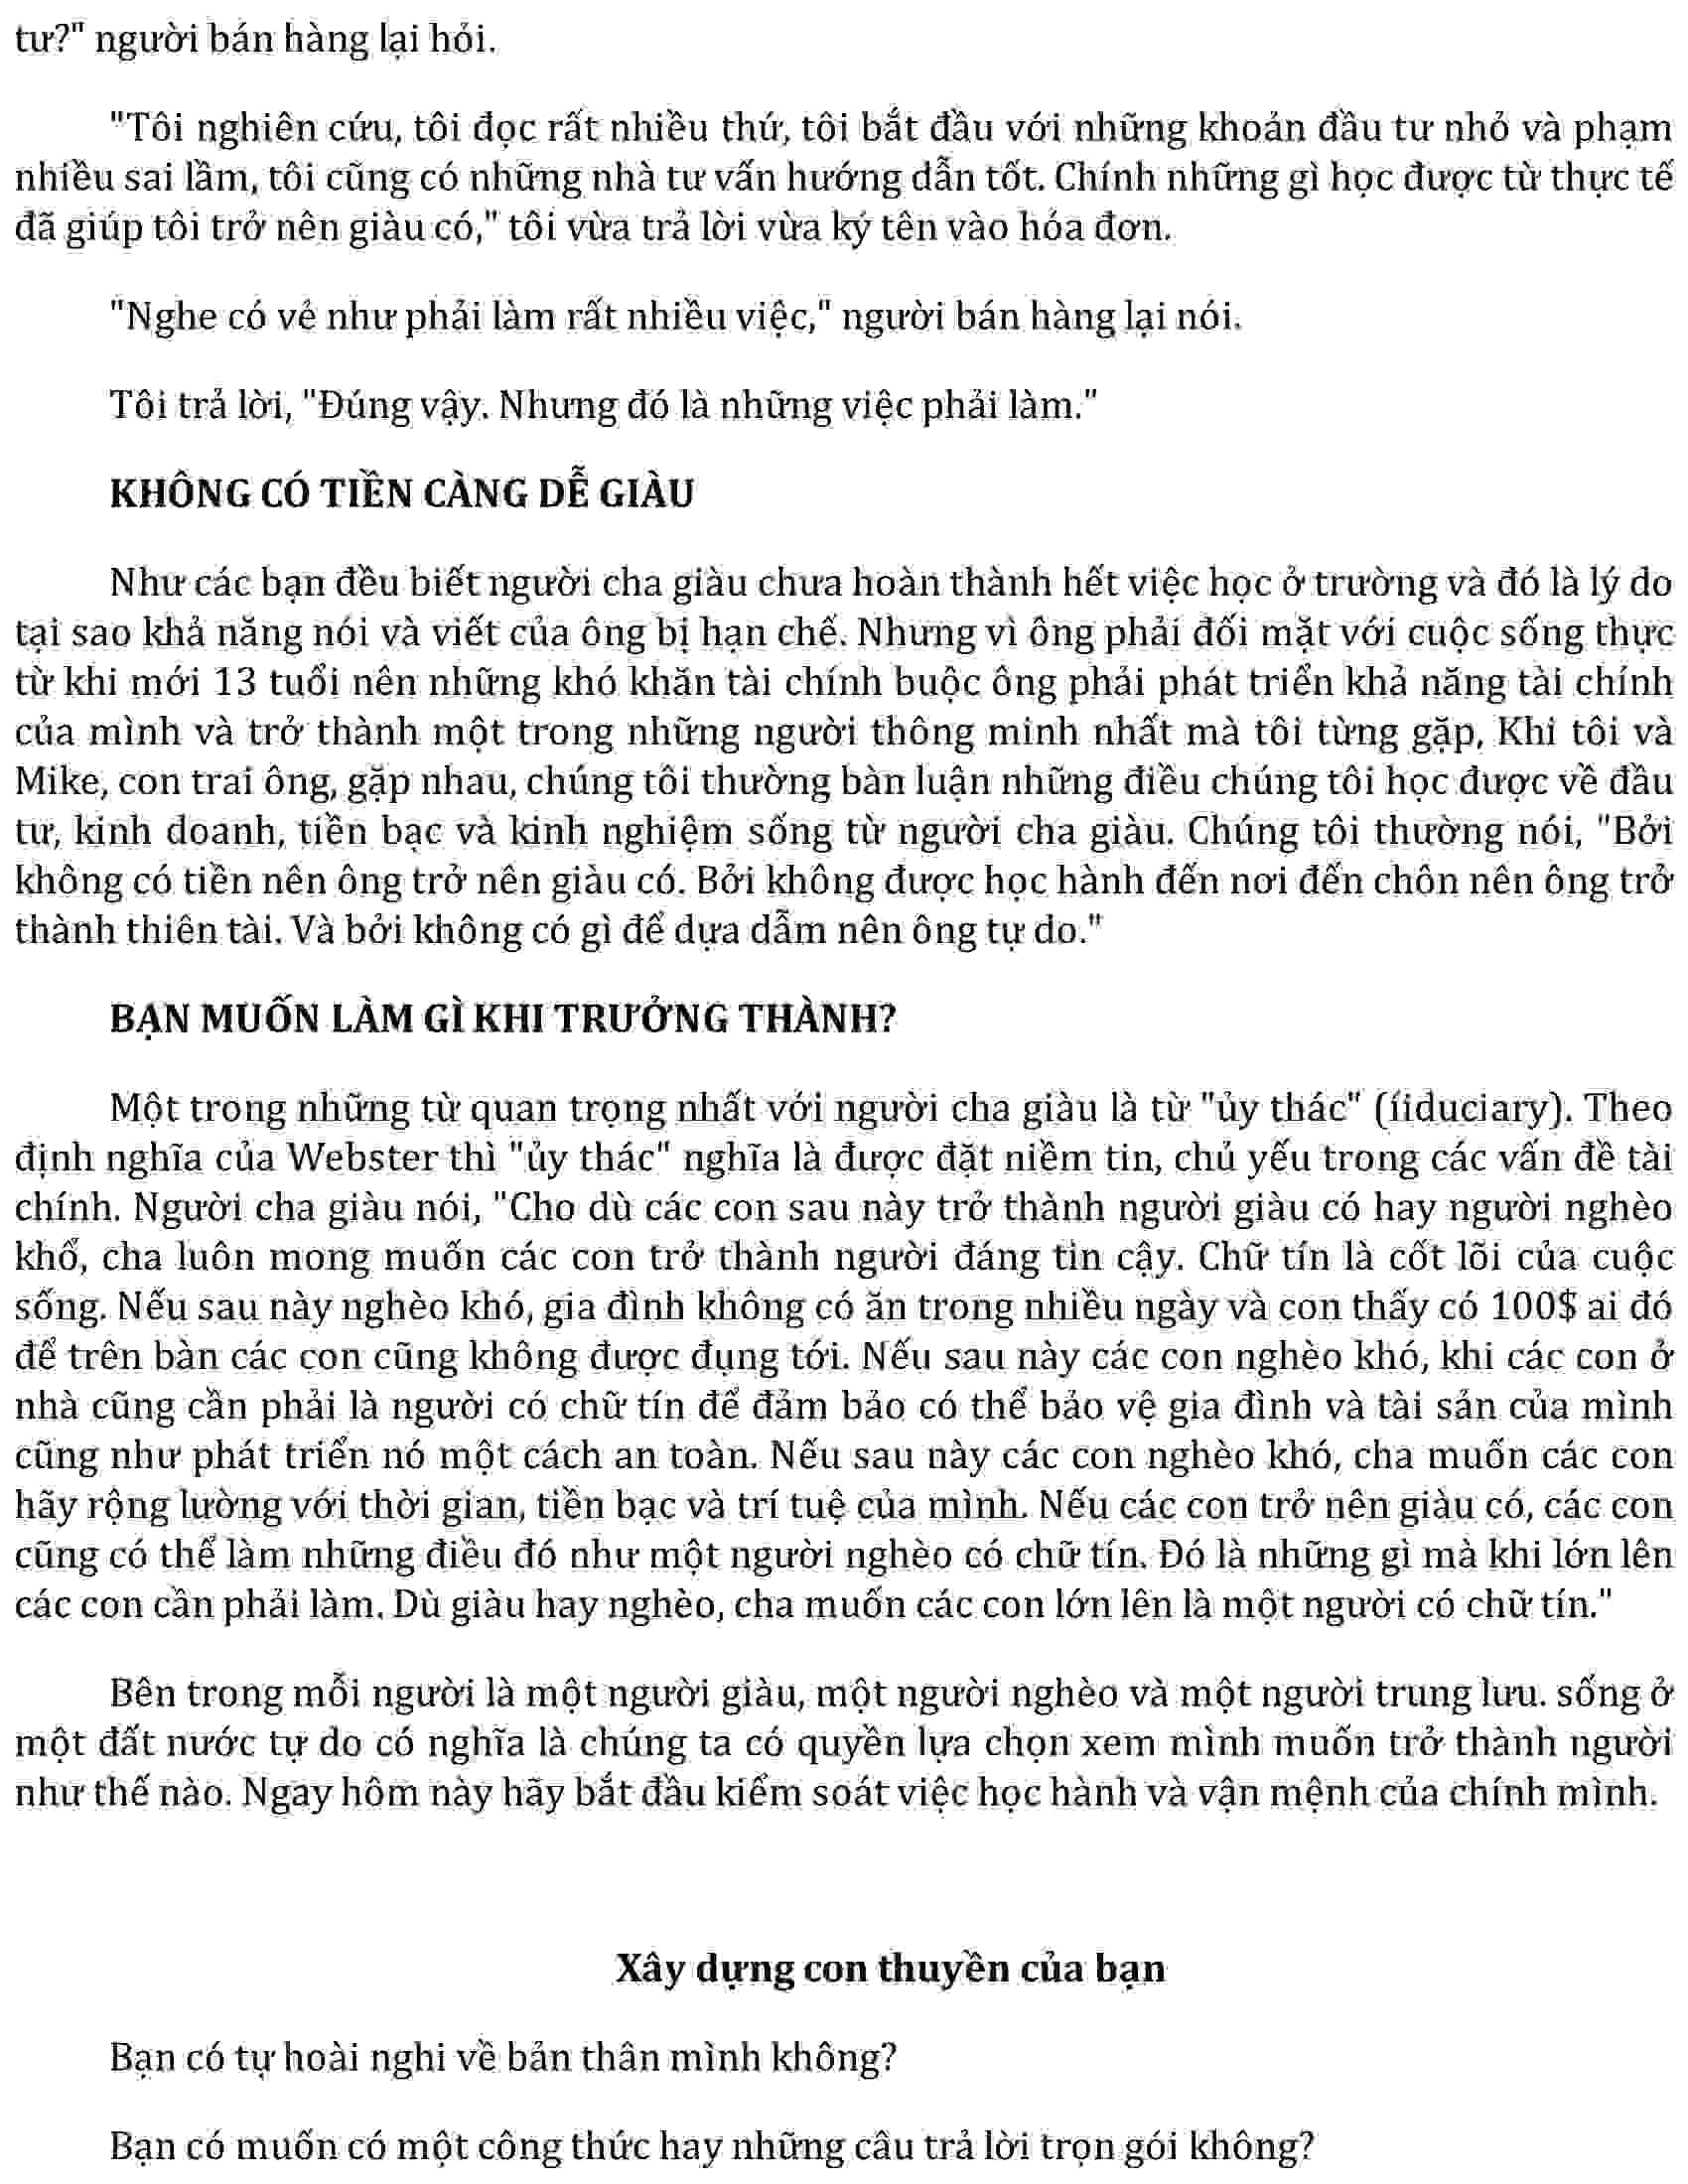 tư?" người bán hàng lại hỏi.
"Tôi nghiên cứu, tôi đọc rất nhiều thứ, tôi bắt đầu với những khoản đầu tư nhỏ và phạm
nhiều sai lầm, tôi cũng có những nhà tư vấn hướng dẫn tốt. Chính những gì học được từ thực tế
đã giúp tôi trở nên giàu có," tôi vừa trả lời vừa ký tên vào hóa đơn.
"Nghe có vẻ như phải làm rất nhiều việc," người bán hàng lại nói.
Tôi trả lời, "Đúng vậy. Nhưng đó là những việc phải làm."
KHÔNG CÓ TIỀN CÀNG DỄ GIÀU
Như các bạn đều biết người cha giàu chưa hoàn thành hết việc học ở trường và đó là lý do
tại sao khả năng nói và viết của ông bị hạn chế. Nhưng vì ông phải đối mặt với cuộc sống thực
từ khi mới 13 tuổi nên những khó khăn tài chính buộc ông phải phát triển khả năng tài chính
của mình và trở thành một trong những người thông minh nhất mà tôi từng gặp, Khi tôi và
Mike, con trai ông, gặp nhau, chúng tôi thường bàn luận những điều chúng tôi học được về đầu
tư, kinh doanh, tiền bạc và kinh nghiệm sống từ người cha giàu. Chúng tôi thường nói, "Bởi
không có tiền nên ông trở nên giàu có. Bởi không được học hành đến nơi đến chôn nên ông trở
thành thiên tài. Và bởi không có gì để dựa dẫm nên ông tự do."
BẠN MUỐN LÀM GÌ KHI TRƯỞNG THÀNH?
Một trong những từ quan trọng nhất với người cha giàu là từ "ủy thác" (íiduciary). Theo
định nghĩa của Webster thì "ủy thác" nghĩa là được đặt niềm tin, chủ yếu trong các vấn đề tài
chính. Người cha giàu nói, "Cho dù các con sau này trở thành người giàu có hay người nghèo
khổ, cha luôn mong muốn các con trở thành người đáng tin cậy. Chữ tín là cốt lõi của cuộc
sống. Nếu sau này nghèo khó, gia đình không có ăn trong nhiều ngày và con thấy có 100$ ai đó
để trên bàn các con cũng không được đụng tới. Nếu sau này các con nghèo khó, khi các con ở
nhà cũng cần phải là người có chữ tín để đảm bảo có thể bảo vệ gia đình và tài sản của mình
cũng như phát triển nó một cách an toàn. Nếu sau này các con nghèo khó, cha muốn các con
hãy rộng lường với thời gian, tiền bạc và trí tuệ của mình. Nếu các con trở nên giàu có, các con
cũng có thể làm những điều đó như một người nghèo có chữ tín. Đó là những gì mà khi lớn lên
các con cần phải làm. Dù giàu hay nghèo, cha muốn các con lớn lên là một người có chữ tín."
Bên trong mỗi người là một người giàu, một người nghèo và một người trung lưu. sống ở
một đất nước tự do có nghĩa là chúng ta có quyền lựa chọn xem mình muốn trở thành người
như thế nào. Ngay hôm này hãy bắt đầu kiểm soát việc học hành và vận mệnh của chính mình.
Xây dựng con thuyền của bạn
Bạn có tự hoài nghi về bản thân mình không?
Bạn có muốn có một công thức hay những câu trả lời trọn gói không?